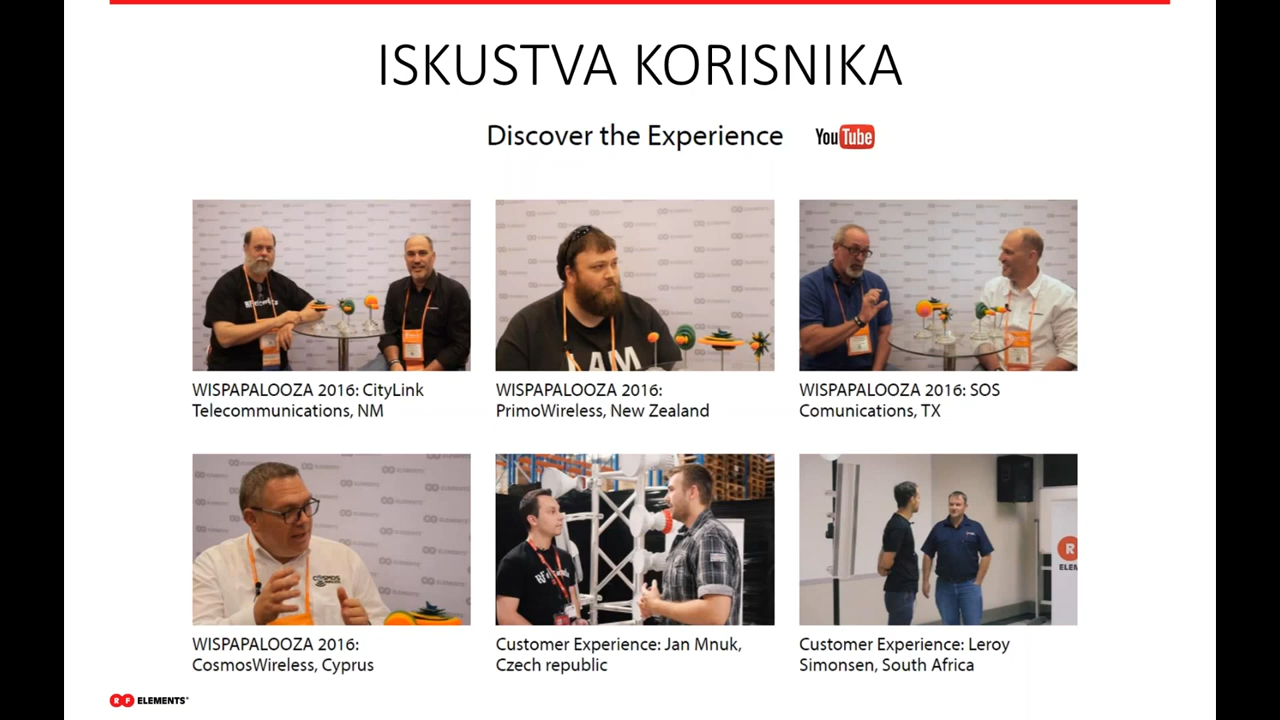 ISKUSTVA KORISNIKA
Discover the Experience
YouTube
WISPAPALOOZA 2016: CityLink
Telecommunications, NM
WISPAPALOOZA 2016:
PrimoWireless, New Zealand
WISPAPALOOZA 2016: SOS
Comunications, TX
WISPAPALOOZA 2016:
CosmosWireless, Cyprus
Customer Experience: Jan Mnuk,
Czech republic
Customer Experience: Leroy
Simonsen, South Africa
RF ELEMENTS